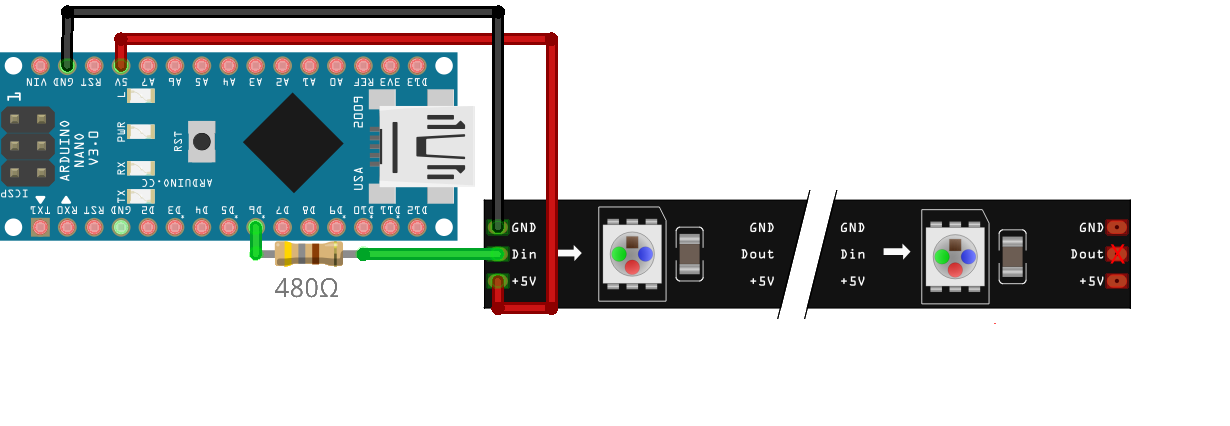 VIN GND RST 5V A7 A6 A5 A4 A3 A2 A1 A0 REF 3V3 D13
1
L
PWR
RX
TX
RST
FOOS
USA
ARDUINO
NANO
V3.0
ARDUINO.CC
ICSP
TX1 RX0 RST GND D2 D3 D4 D5 D6 D7 D8 D9 D10 D11 D12
480Ω
GND
Din
+5V
GND
Dout
+5V
GND
Din
+5V
GND
Dout
+5V